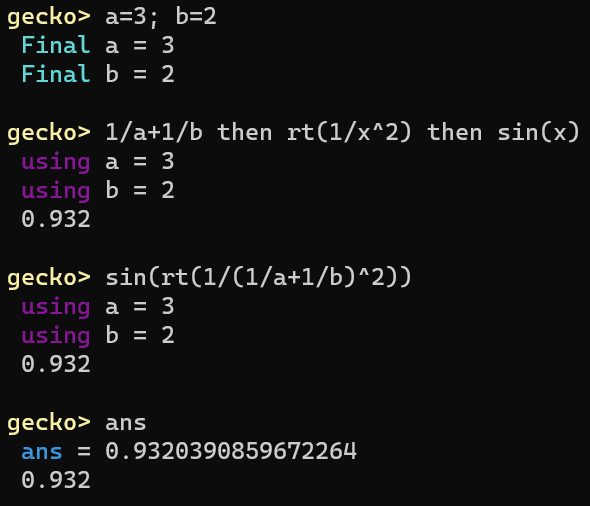 gecko> a=3; b=2
Final a = 3
Final b = 2
gecko> 1/a+1/b then rt(1/x^2) then sin(x)
using a = 3
using b = 2
0.932
gecko> sin(rt(1/(1/a+1/b)^2))
using a = 3
using b = 2
0.932
gecko> ans
ans = 0.9320390859672264
0.932